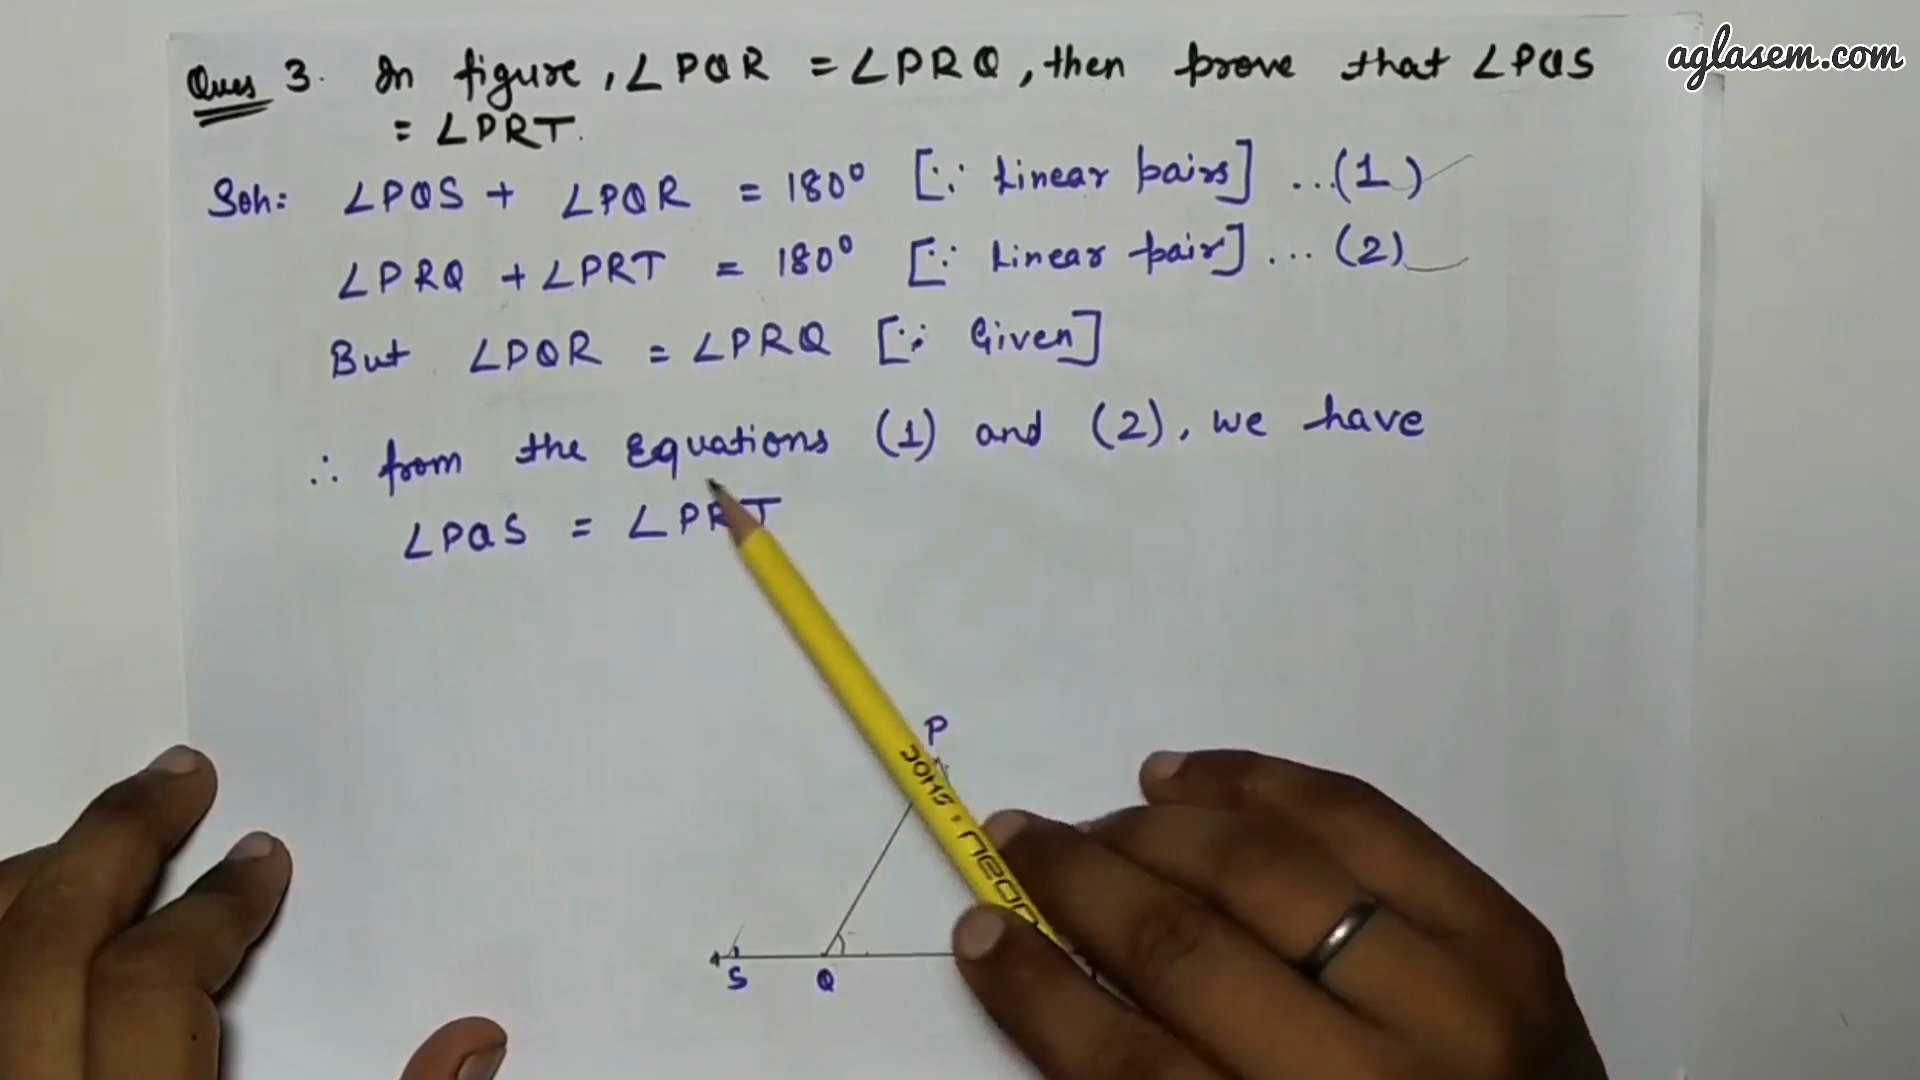 aglasem.com
Ques 3. In figure, ∠PQR = ∠PRQ, then prove that ∠PQS
= ∠PRT.
Soln: ∠PQS + ∠PQR = 180° [∵ Linear pairs] ...(1)
∠PRQ + ∠PRT = 180° [∵ Linear pair] ... (2)
But ∠PQR = ∠PRQ [∵ Given]
∴ from the Equations (1) and (2), we have
∠PQS = ∠PRT
P
DOMS
neon
S Q